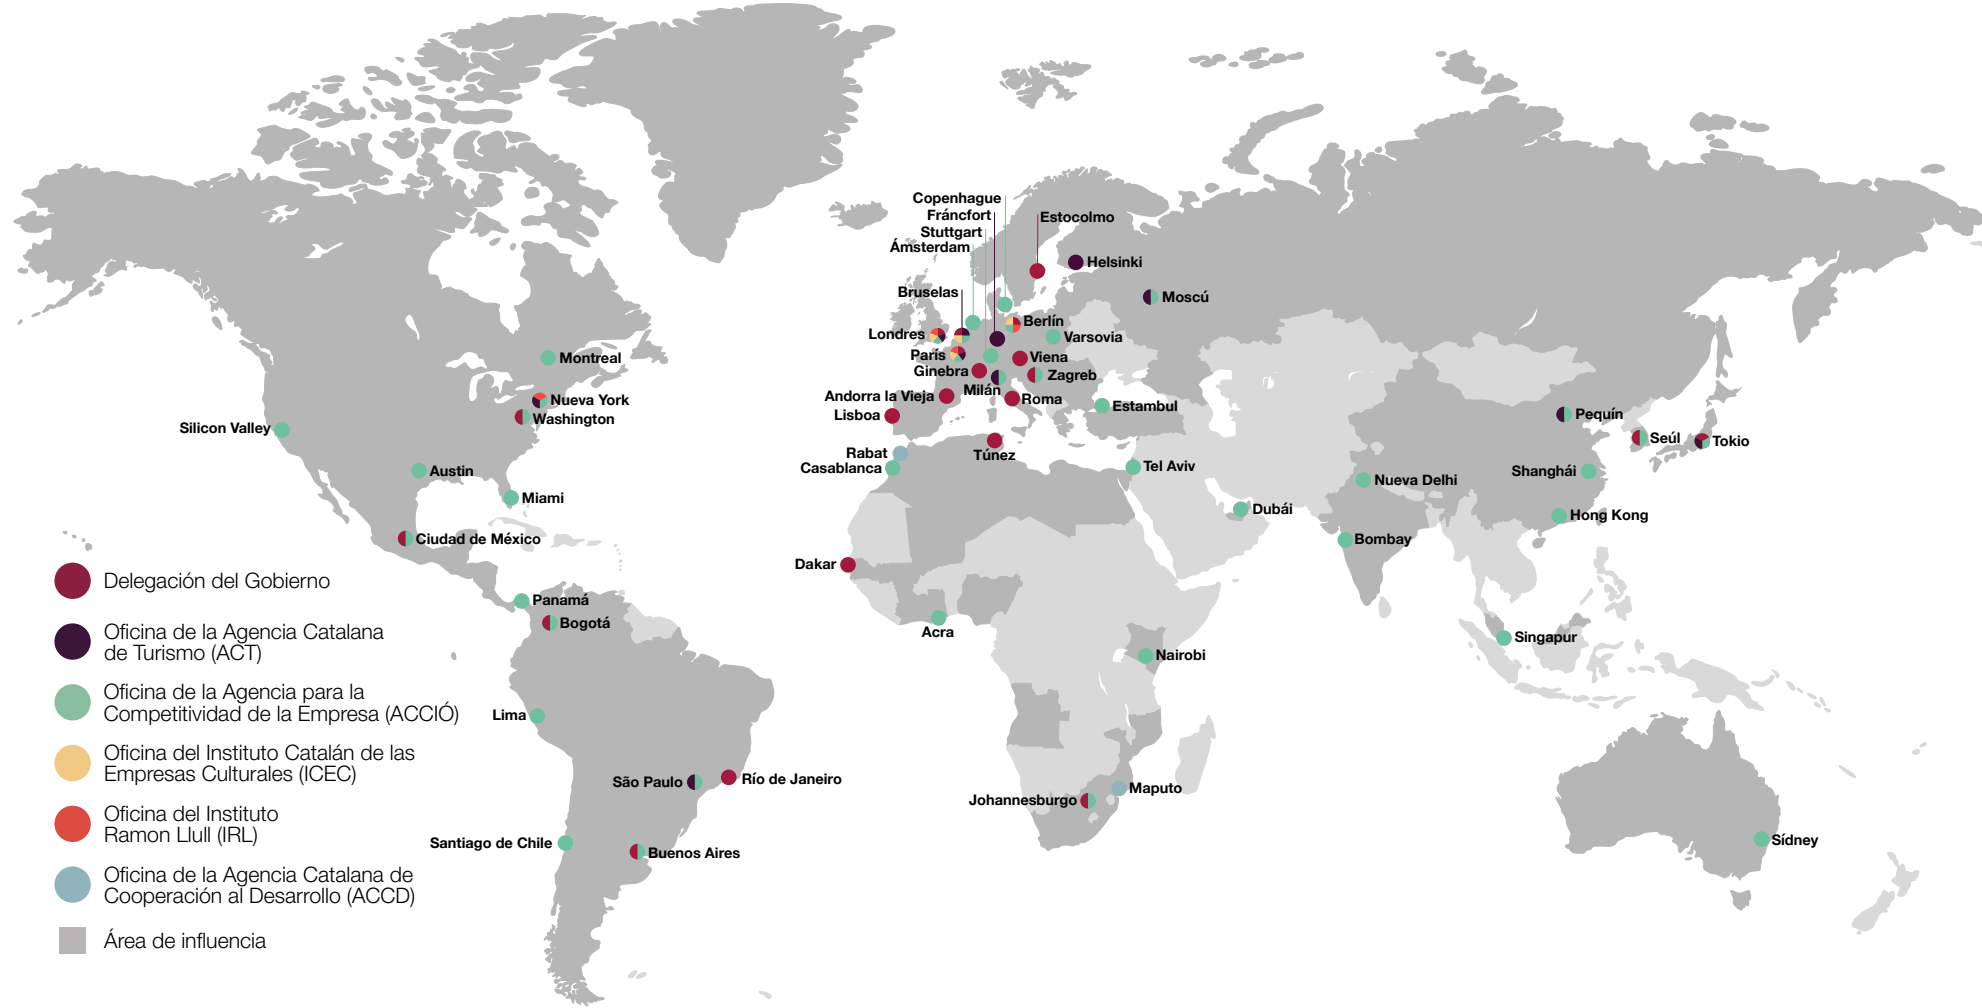 Copenhague
Fráncfort
Stuttgart
Ámsterdam
Estocolmo
Helsinki
Bruselas
Moscú
Londres
Berlín
Varsovia
París
Viena
Ginebra
Zagreb
Milán
Andorra la Vieja
Roma
Lisboa
Estambul
Montreal
Nueva York
Washington
Silicon Valley
Austin
Miami
Ciudad de México
Rabat
Casablanca
Túnez
Tel Aviv
Dubái
Pequín
Seúl
Tokio
Shanghái
Nueva Delhi
Hong Kong
Bombay
Dakar
Acra
Nairobi
Singapur
Panamá
Bogotá
Lima
São Paulo
Río de Janeiro
Santiago de Chile
Buenos Aires
Johannesburgo
Maputo
Sídney
Delegación del Gobierno
Oficina de la Agencia Catalana
de Turismo (ACT)
Oficina de la Agencia para la
Competitividad de la Empresa (ACCIÓ)
Oficina del Instituto Catalán de las
Empresas Culturales (ICEC)
Oficina del Instituto
Ramon Llull (IRL)
Oficina de la Agencia Catalana de
Cooperación al Desarrollo (ACCD)
Área de influencia